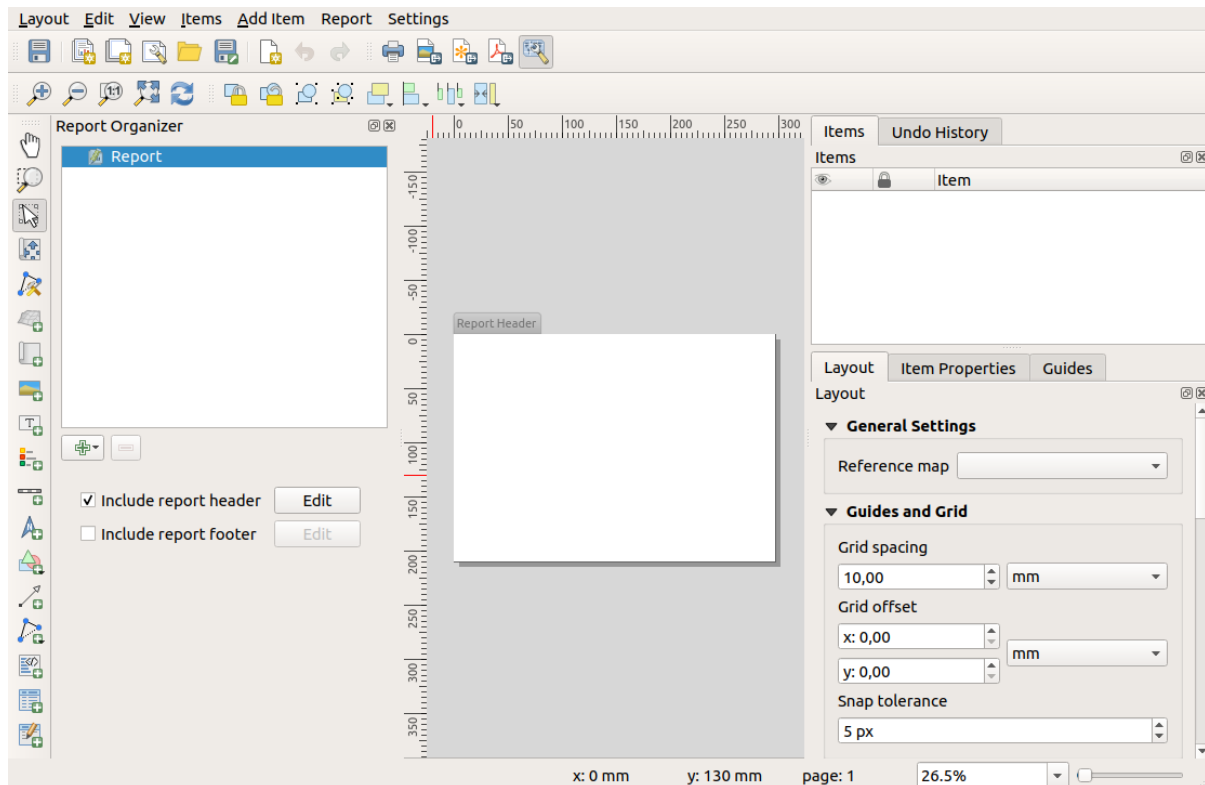 Layout Edit View Items Add Item Report Settings
1:1
Report Organizer
Report
Include report header Edit
Include report footer Edit
0 50 100 150 200 250 300
-150
-100
-50
0
50
100
150
200
250
300
350
Report Header
Items Undo History
Items
Item
Layout Item Properties Guides
Layout
General Settings
Reference map
Guides and Grid
Grid spacing
10,00 mm
Grid offset
x: 0,00
mm
y: 0,00
Snap tolerance
5 px
x: 0 mm y: 130 mm page: 1 26.5%